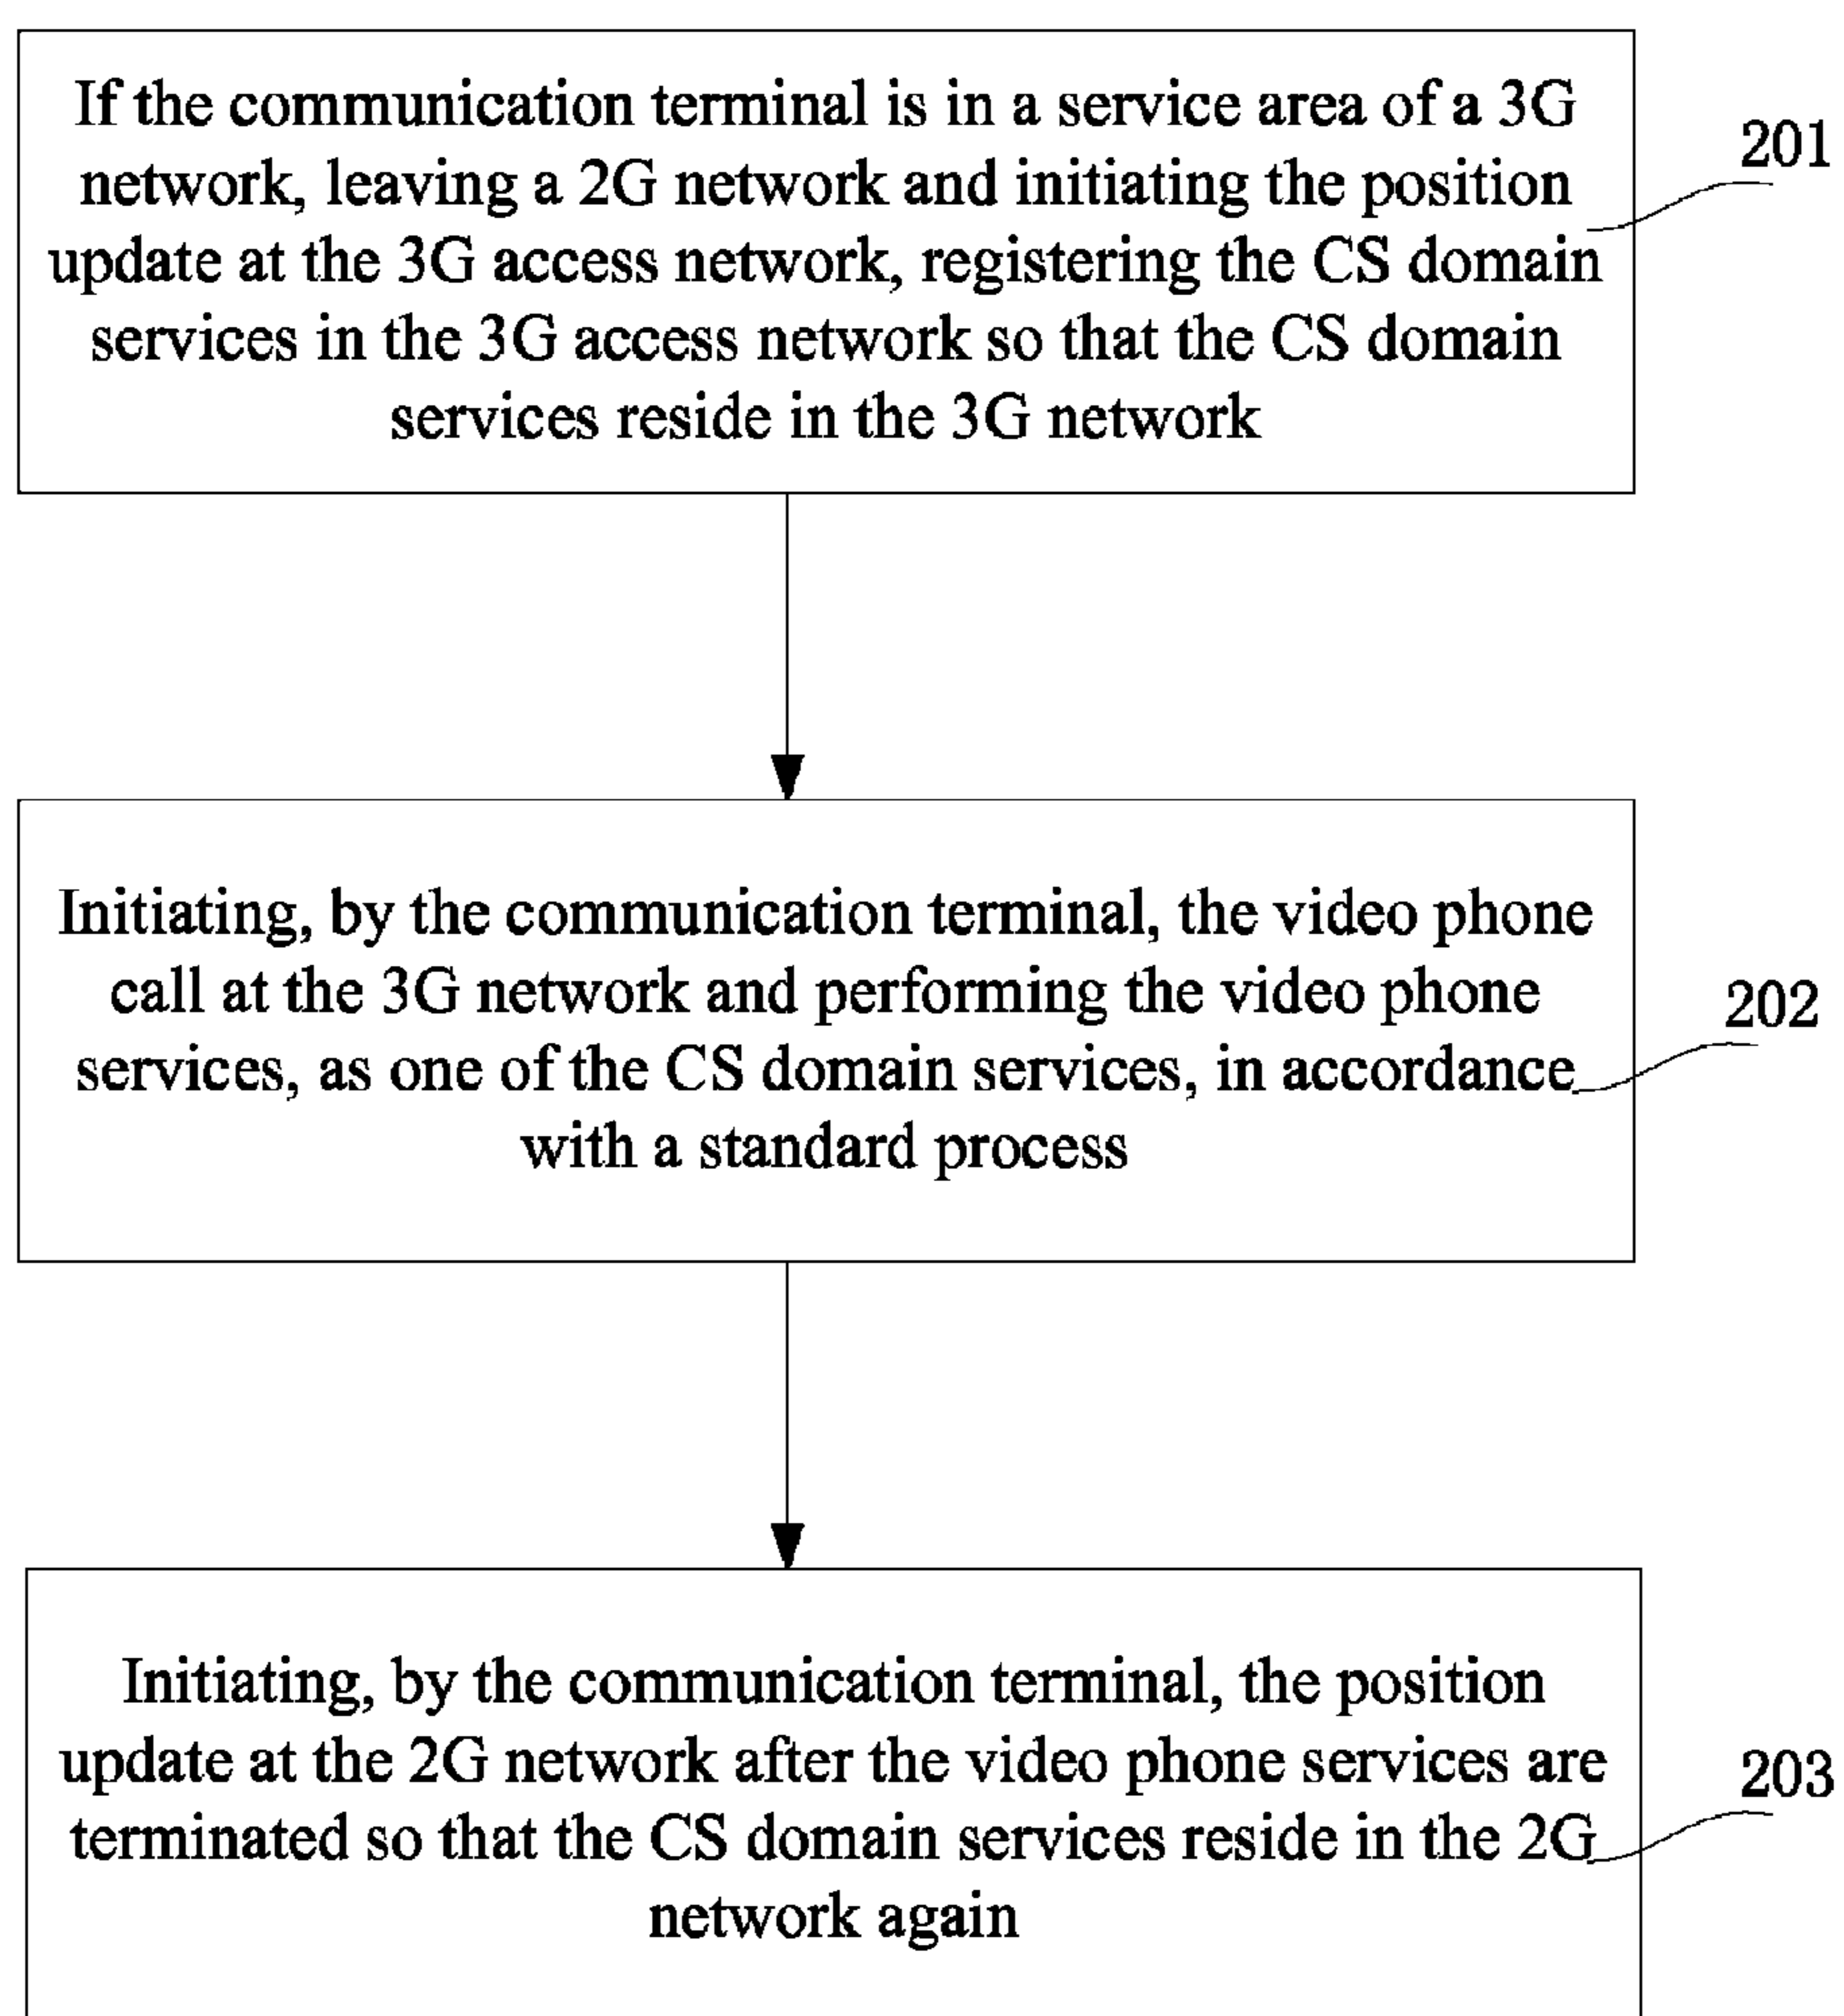 If the communication terminal is in a service area of a 3G
network, leaving a 2G network and initiating the position
update at the 3G access network, registering the CS domain
services in the 3G access network so that the CS domain
services reside in the 3G network
201
Initiating, by the communication terminal, the video phone
call at the 3G network and performing the video phone
services, as one of the CS domain services, in accordance
with a standard process
202
Initiating, by the communication terminal, the position
update at the 2G network after the video phone services are
terminated so that the CS domain services reside in the 2G
network again
203